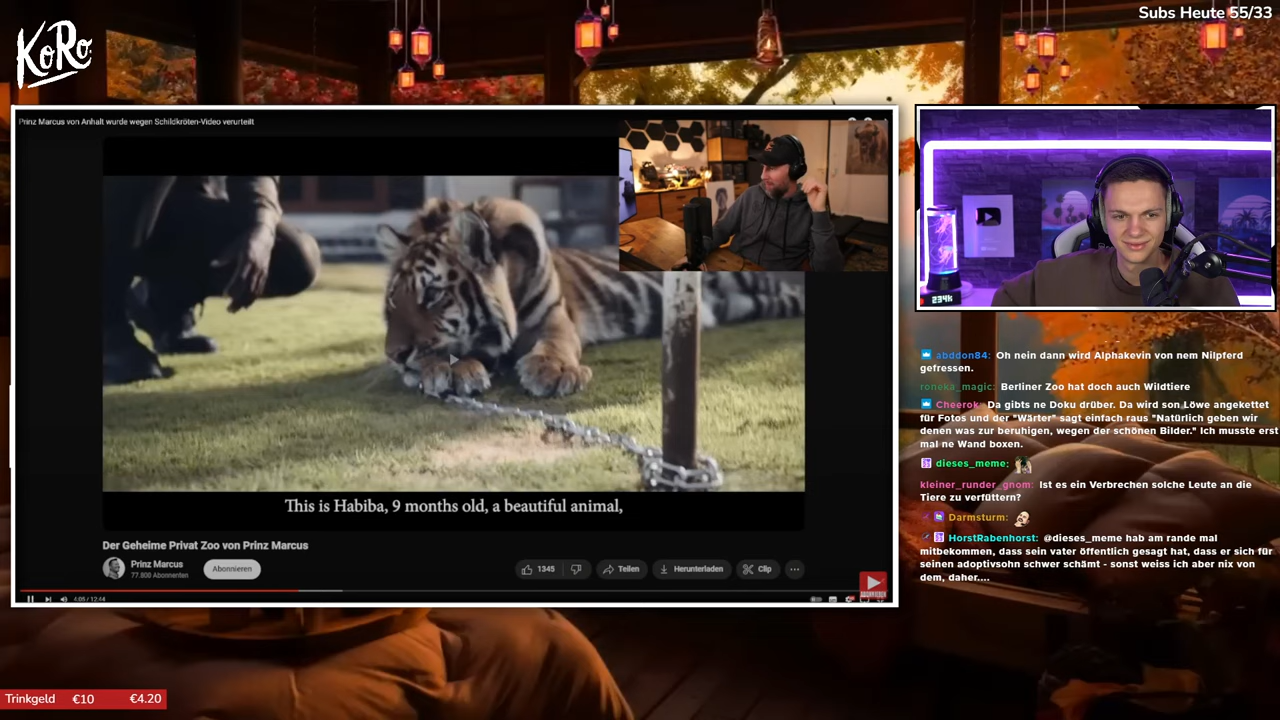 Subs Heute 55/33
KoRo
Prinz Marcus von Anhalt wurde wegen Schildkröten-Video verurteilt
234k
This is Habiba, 9 months old, a beautiful animal,
Der Geheime Privat Zoo von Prinz Marcus
Prinz Marcus
77.800 Abonnenten
Abonnieren
1345
Teilen
Herunterladen
Clip
4:05 / 12:44
ABONNIEREN
abddon84: Oh nein dann wird Alphakevin von nem Nilpferd
gefressen.
roneka_magic: Berliner Zoo hat doch auch Wildtiere
Cheerok: Da gibts ne Doku drüber. Da wird son Löwe angekettet
für Fotos und der "Wärter" sagt einfach raus "Natürlich geben wir
denen was zur beruhigen, wegen der schönen Bilder." Ich musste erst
mal ne Wand boxen.
dieses_meme:
kleiner_runder_gnom: Ist es ein Verbrechen solche Leute an die
Tiere zu verfüttern?
Darmsturm:
HorstRabenhorst: @dieses_meme hab am rande mal
mitbekommen, dass sein vater öffentlich gesagt hat, dass er sich für
seinen adoptivsohn schwer schämt - sonst weiss ich aber nix von
dem, daher....
Trinkgeld €10 €4.20